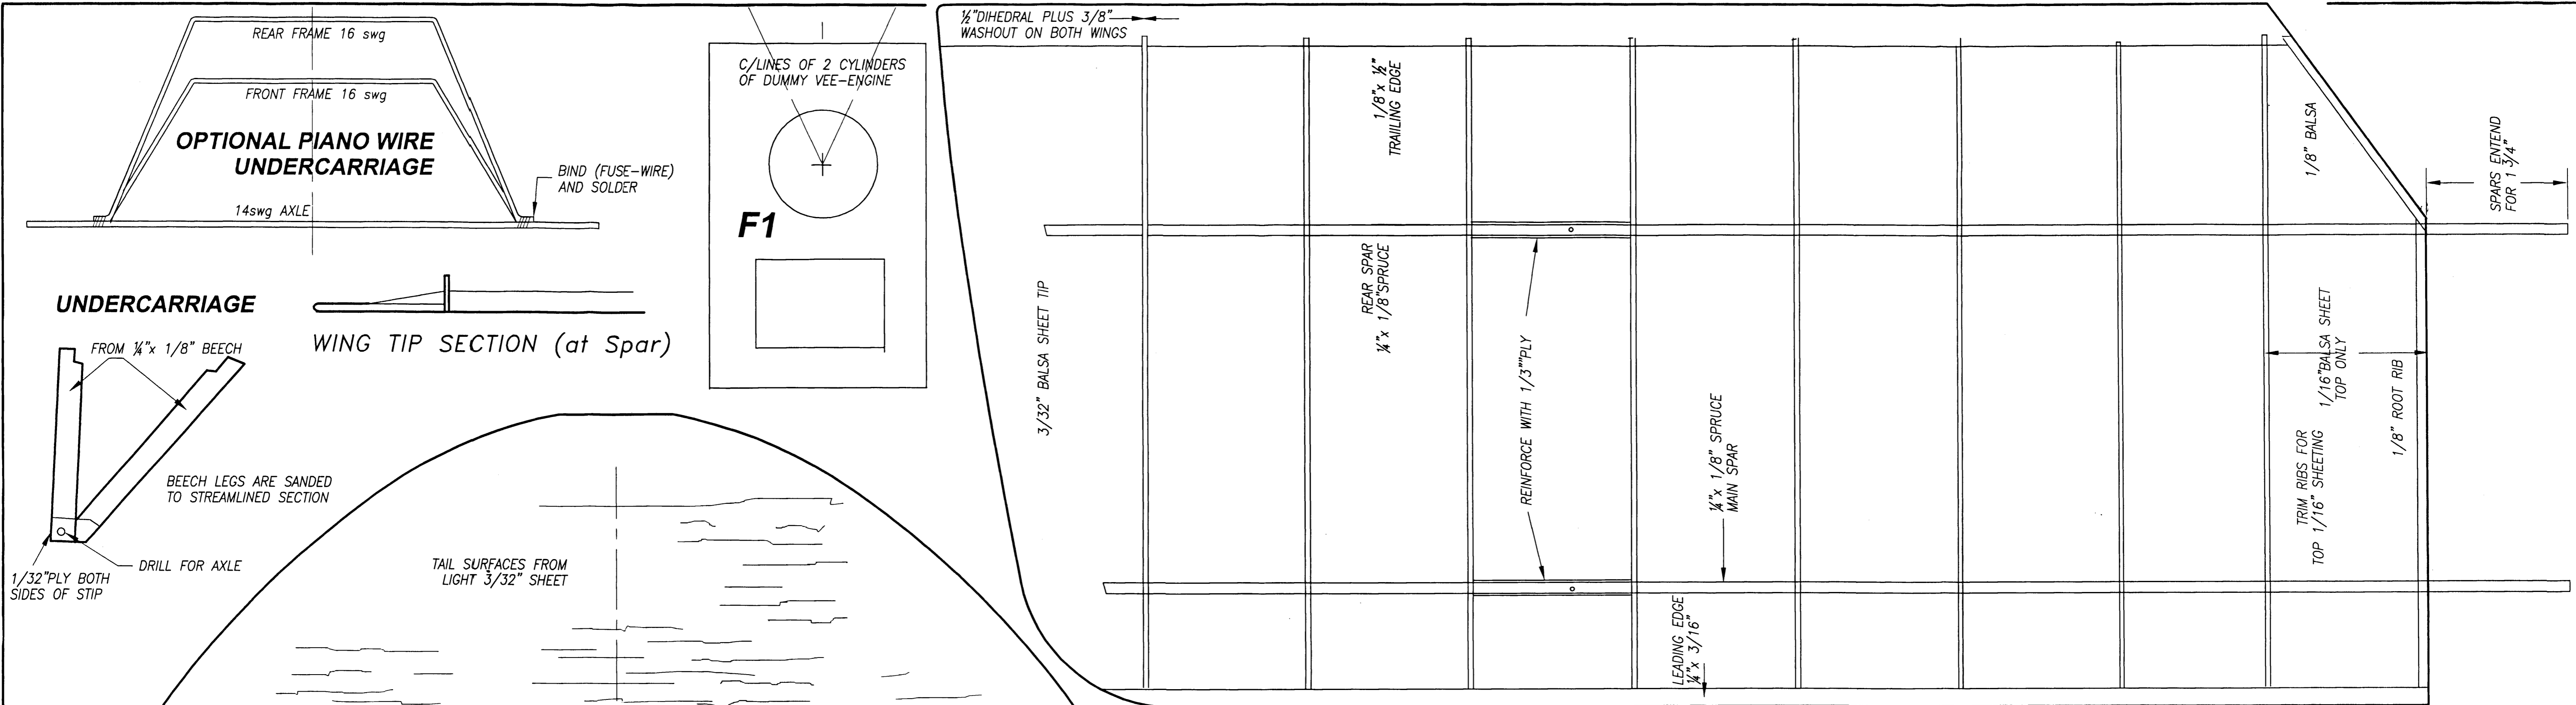 REAR FRAME 16 swg
FRONT FRAME 16 swg
OPTIONAL PIANO WIRE
UNDERCARRIAGE
BIND (FUSE-WIRE)
AND SOLDER
14swg AXLE
UNDERCARRIAGE
FROM ¼"x 1/8" BEECH
BEECH LEGS ARE SANDED
TO STREAMLINED SECTION
DRILL FOR AXLE
1/32"PLY BOTH
SIDES OF STIP
WING TIP SECTION (at Spar)
C/LINES OF 2 CYLINDERS
OF DUMMY VEE-ENGINE
F1
TAIL SURFACES FROM
LIGHT 3/32" SHEET
½"DIHEDRAL PLUS 3/8"
WASHOUT ON BOTH WINGS
3/32" BALSA SHEET TIP
1/8"x ½"
TRAIILING EDGE
REAR SPAR
¼"x 1/8"SPRUCE
REINFORCE WITH 1/3"PLY
¼"x 1/8" SPRUCE
MAIN SPAR
LEADING EDGE
¼"x 3/16"
1/8" BALSA
SPARS ENTEND
FOR 1 3/4"
1/16"BALSA SHEET
TOP ONLY
TRIM RIBS FOR
TOP 1/16" SHEETING
1/8" ROOT RIB